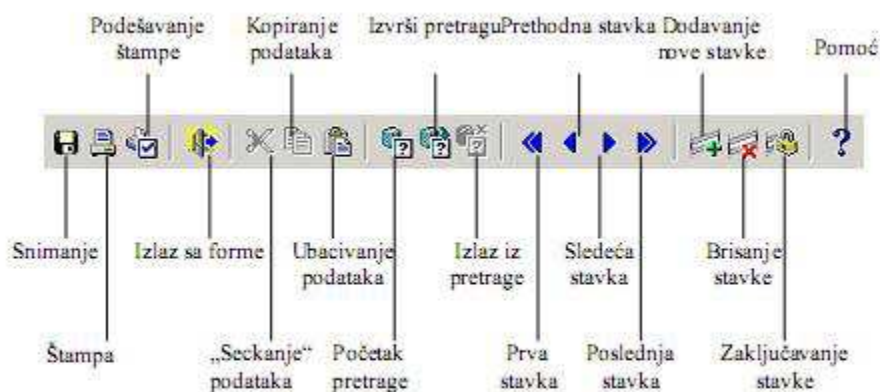 Podešavanje
štampe
Kopiranje
podataka
Izvrši pretragu
Prethodna stavka
Dodavanje
nove stavke
Pomoć
Snimanje
Izlaz sa forme
Ubacivanje
podataka
Izlaz iz
pretrage
Sledeća
stavka
Brisanje
stavke
Štampa
„Seckanje“
podataka
Početak
pretrage
Prva
stavka
Poslednja
stavka
Zaključavanje
stavke